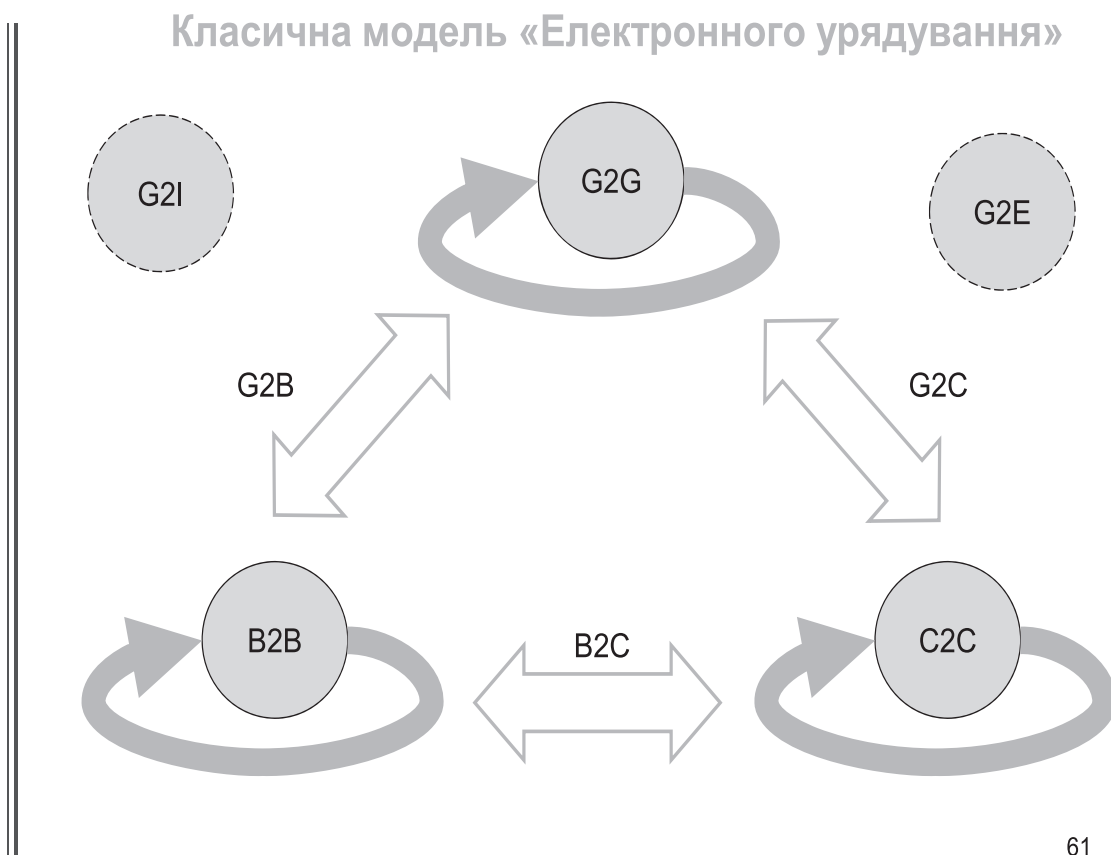 Класична модель «Електронного урядування»
G2I
G2G
G2E
G2B
G2C
B2B
B2C
C2C
61